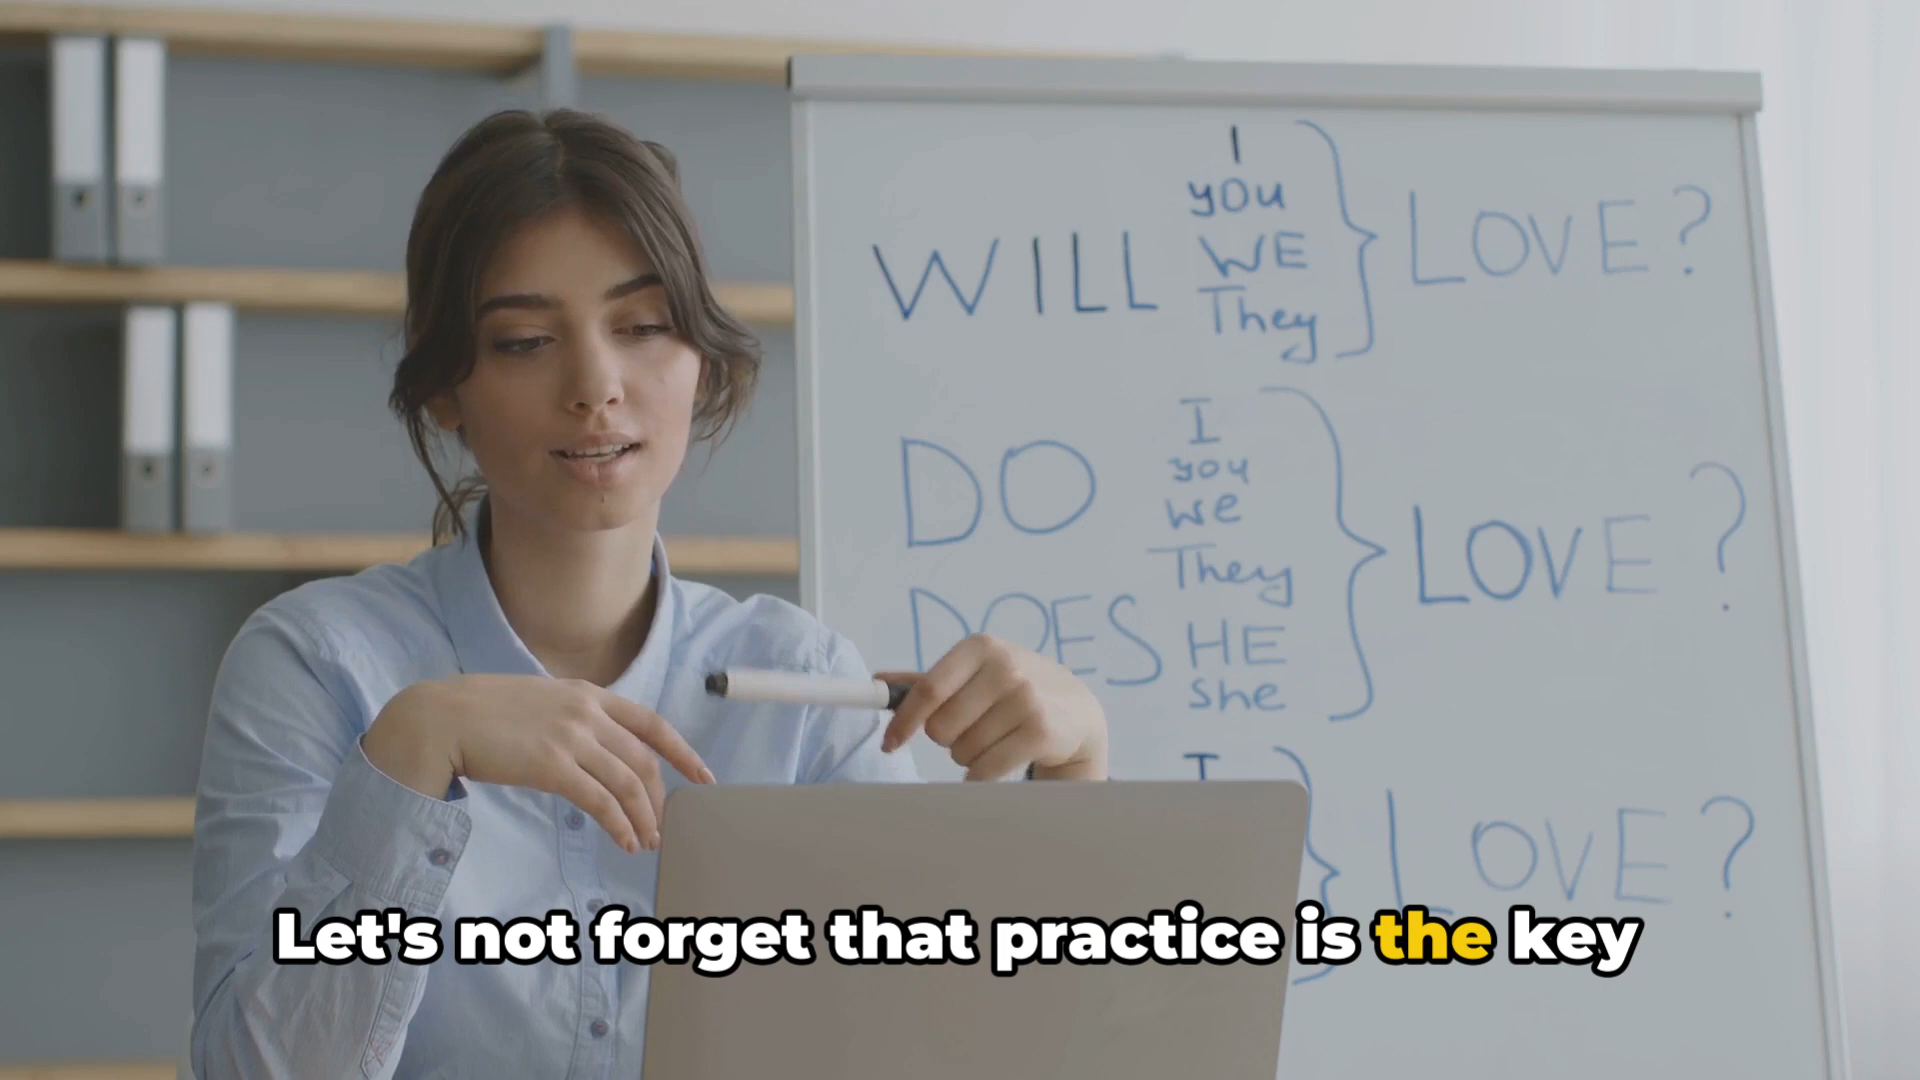 WILL I you WE They } LOVE?
DO I you we They } LOVE?
DOES HE she
I } LOVE?
Let's not forget that practice is the key